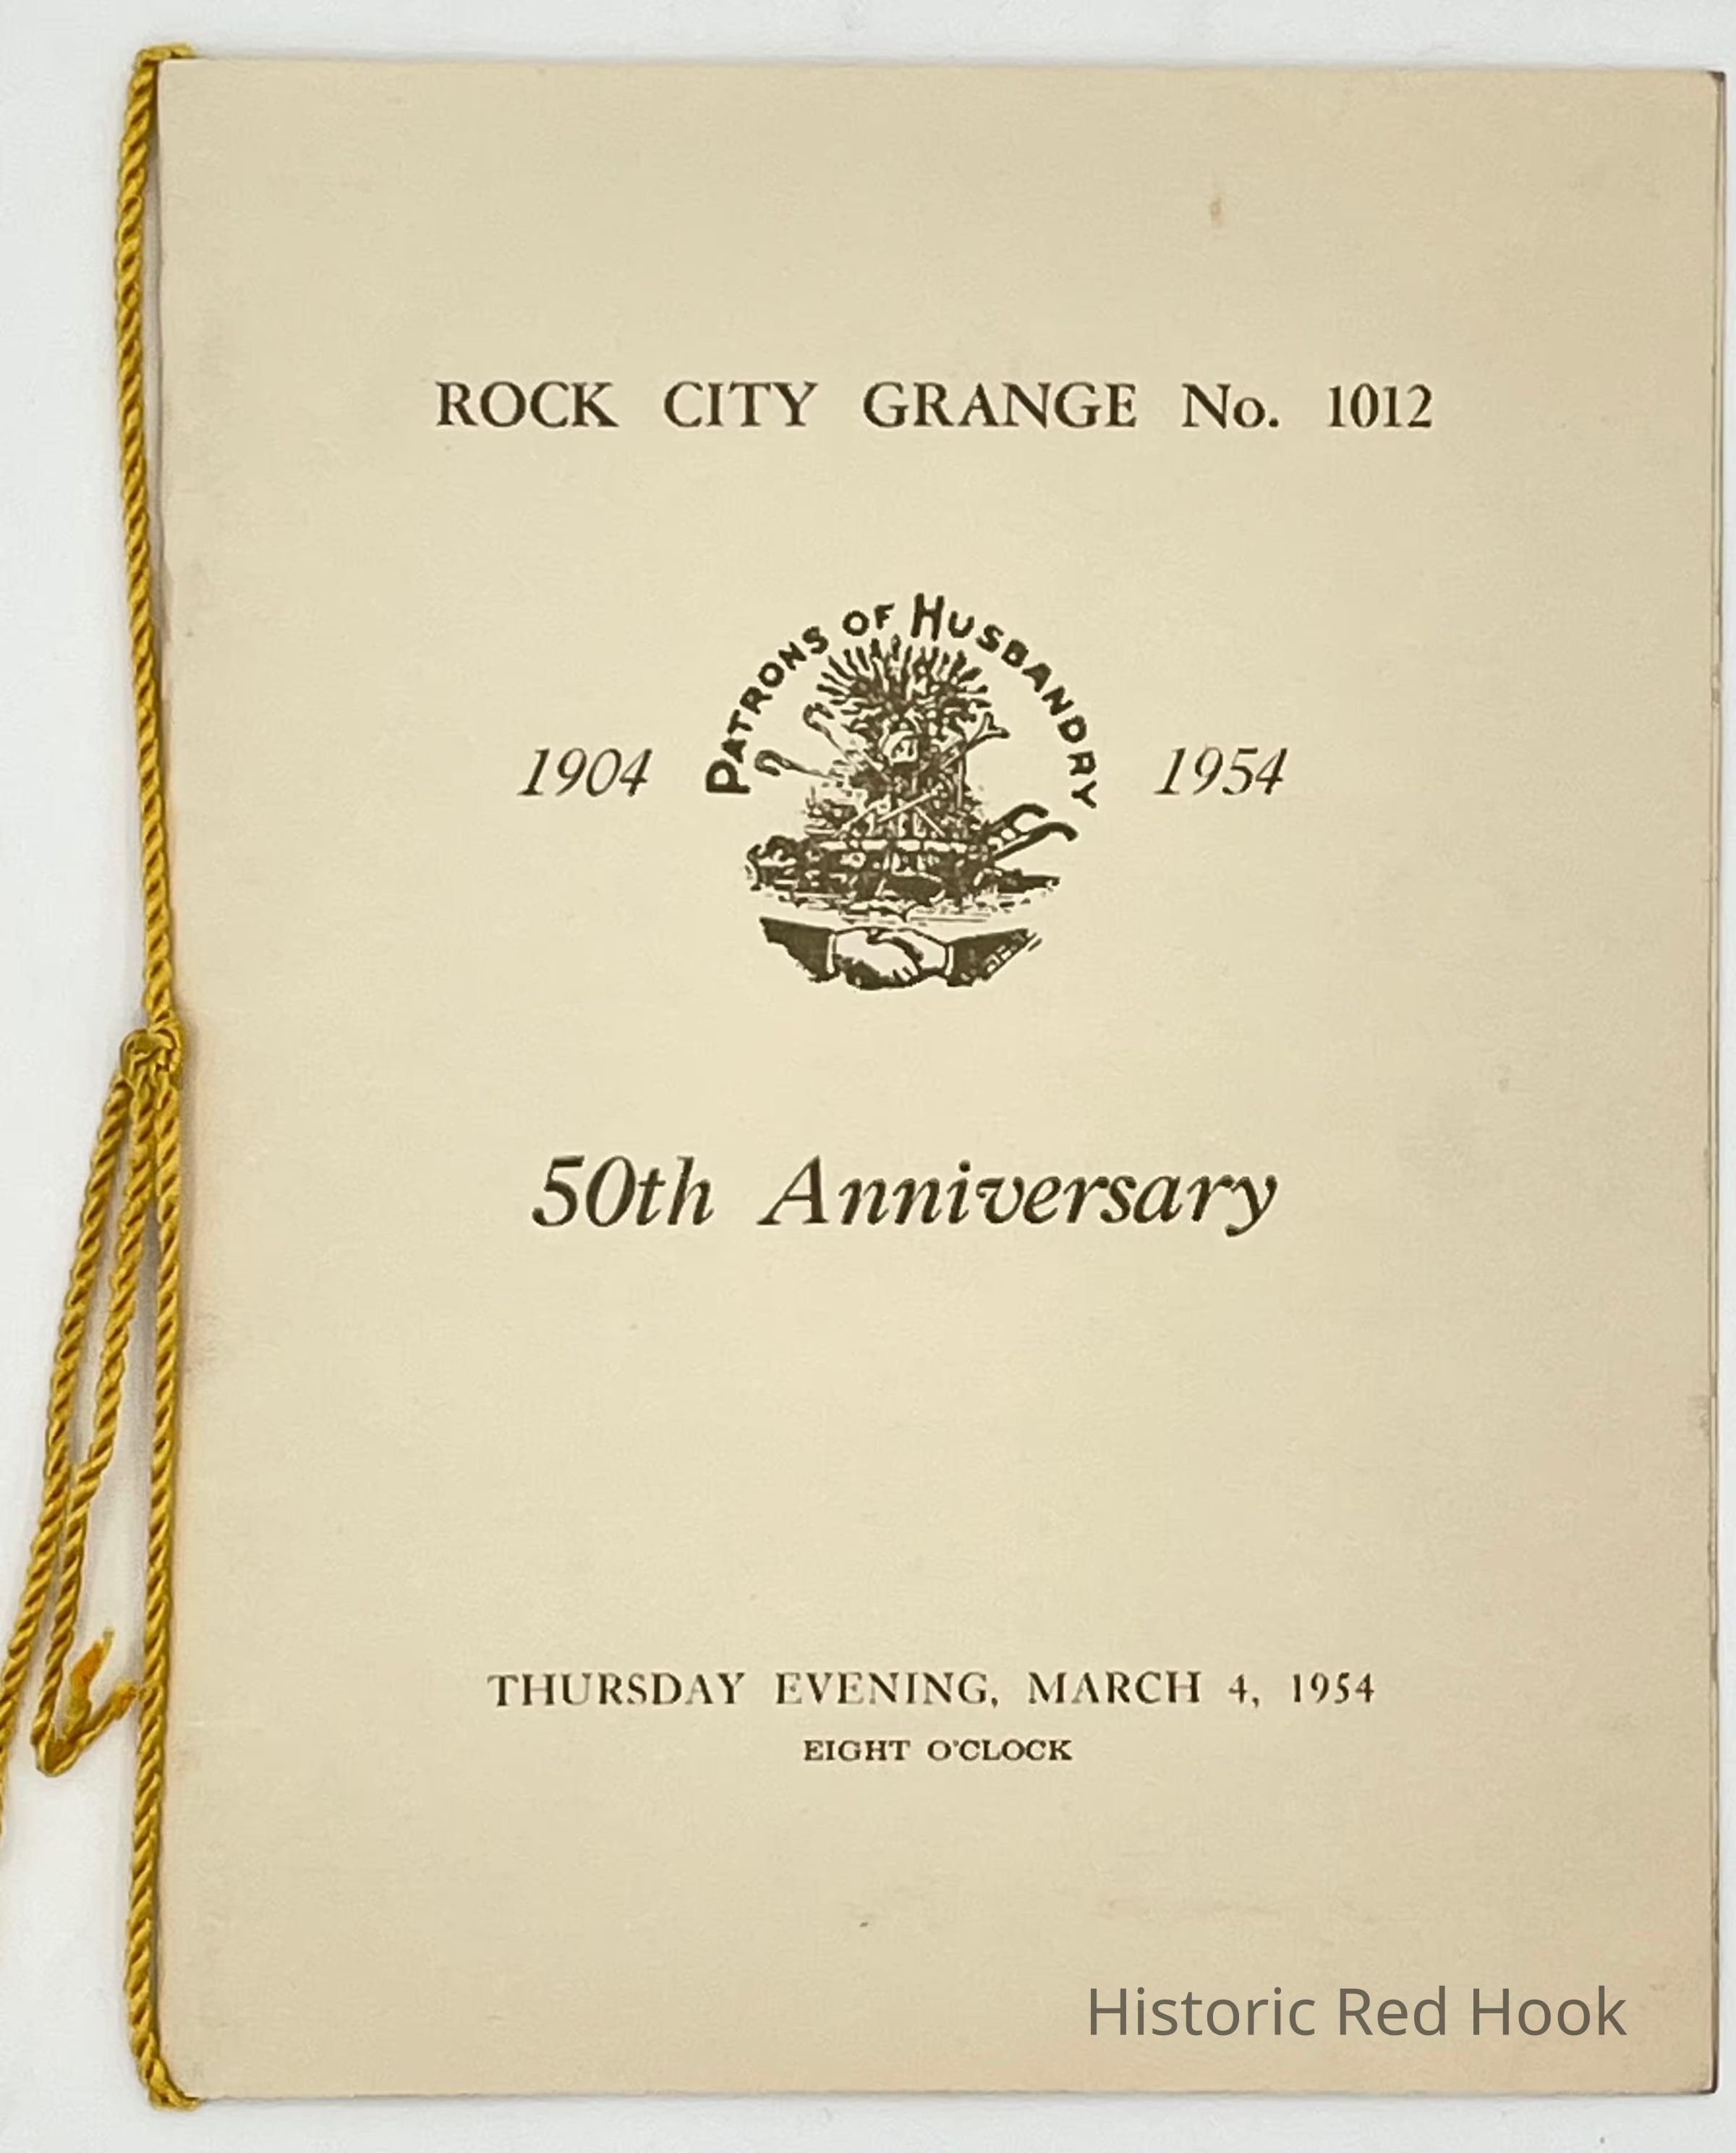 ROCK CITY GRANGE No. 1012
PATRONS OF HUSBANDRY
1904 1954
50th Anniversary
THURSDAY EVENING, MARCH 4, 1954
EIGHT O'CLOCK
Historic Red Hook